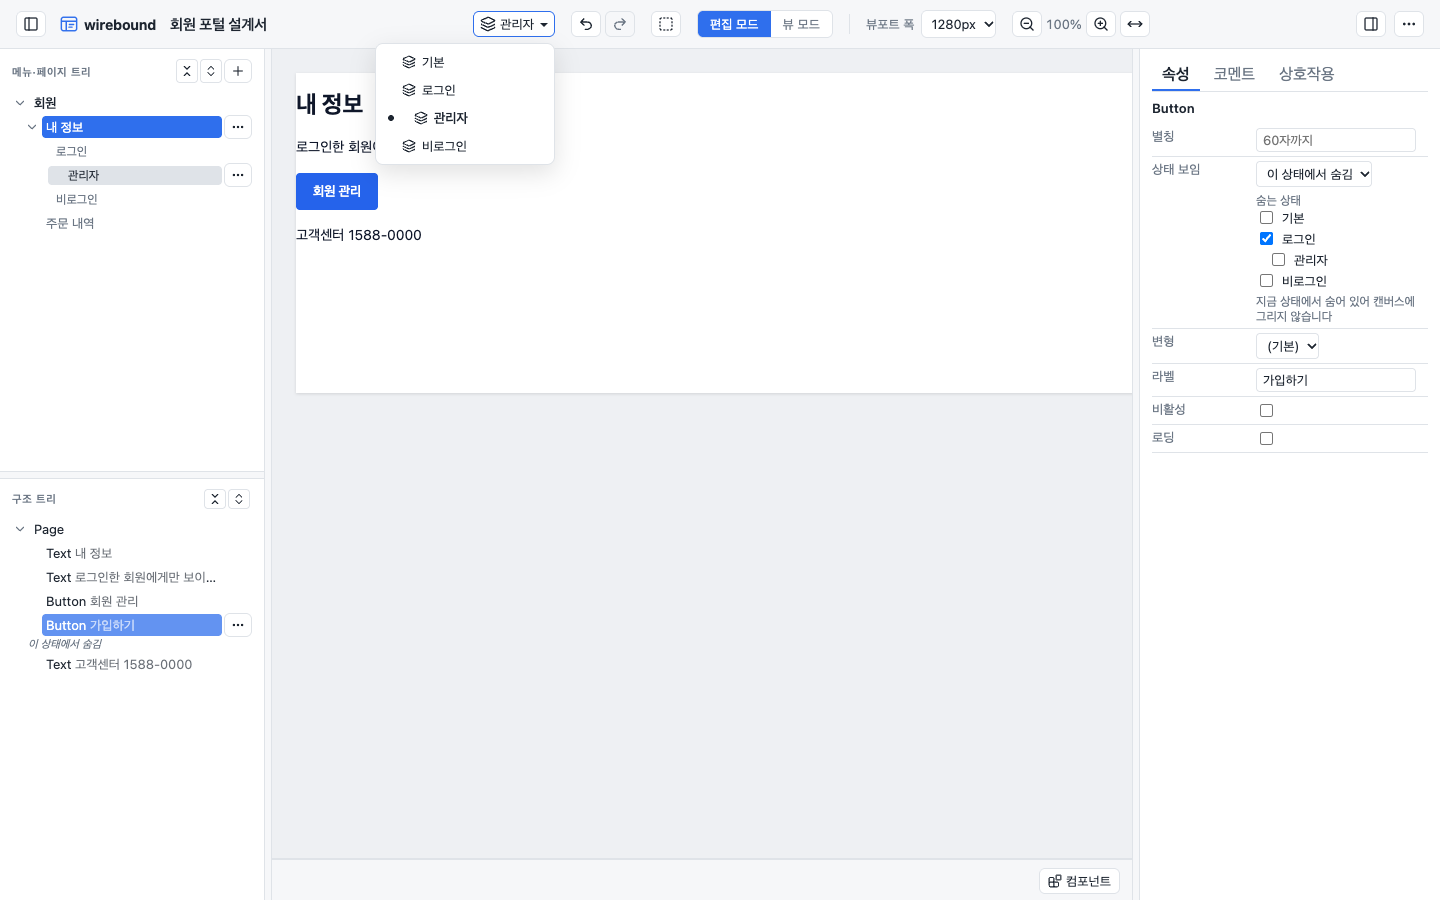 wirebound 회원 포털 설계서
관리자
편집 모드 뷰 모드
뷰포트 폭 1280px
100%
기본
로그인
관리자
비로그인
메뉴·페이지 트리
회원
내 정보
로그인
관리자
비로그인
주문 내역
구조 트리
Page
Text 내 정보
Text 로그인한 회원에게만 보이...
Button 회원 관리
Button 가입하기
이 상태에서 숨김
Text 고객센터 1588-0000
내 정보
로그인한 회원
회원 관리
고객센터 1588-0000
컴포넌트
속성 코멘트 상호작용
Button
별칭 60자까지
상태 보임 이 상태에서 숨김
숨는 상태
기본
로그인
관리자
비로그인
지금 상태에서 숨어 있어 캔버스에
그리지 않습니다
변형 (기본)
라벨 가입하기
비활성
로딩